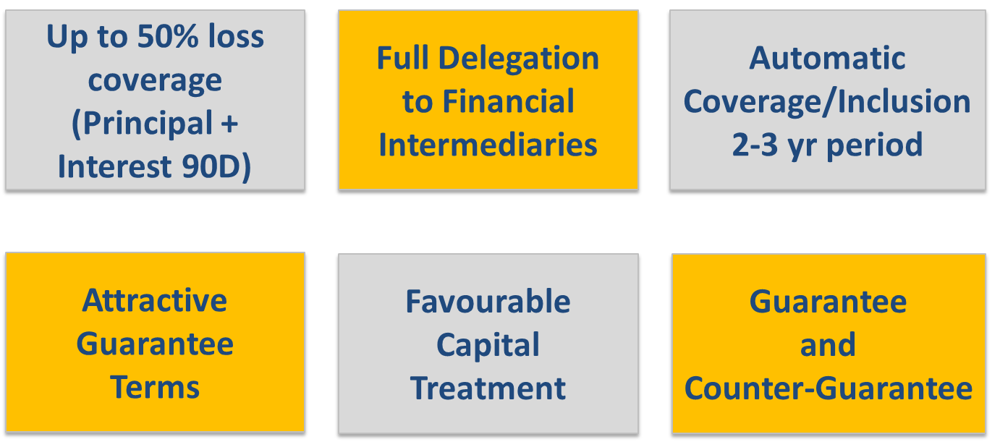 Up to 50% loss
coverage
(Principal +
Interest 90D)
Full Delegation
to Financial
Intermediaries
Automatic
Coverage/Inclusion
2-3 yr period
Attractive
Guarantee
Terms
Favourable
Capital
Treatment
Guarantee
and
Counter-Guarantee